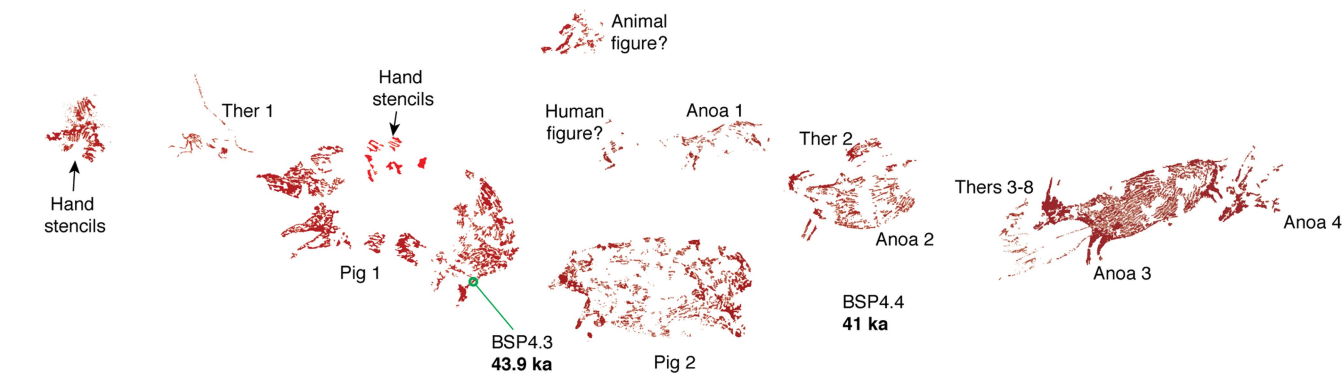 Animal
figure?
Hand
stencils
Ther 1
Human
figure?
Anoa 1
Ther 2
Thers 3-8
Hand
stencils
Anoa 4
Anoa 2
Pig 1
Anoa 3
BSP4.4
41 ka
BSP4.3
43.9 ka
Pig 2